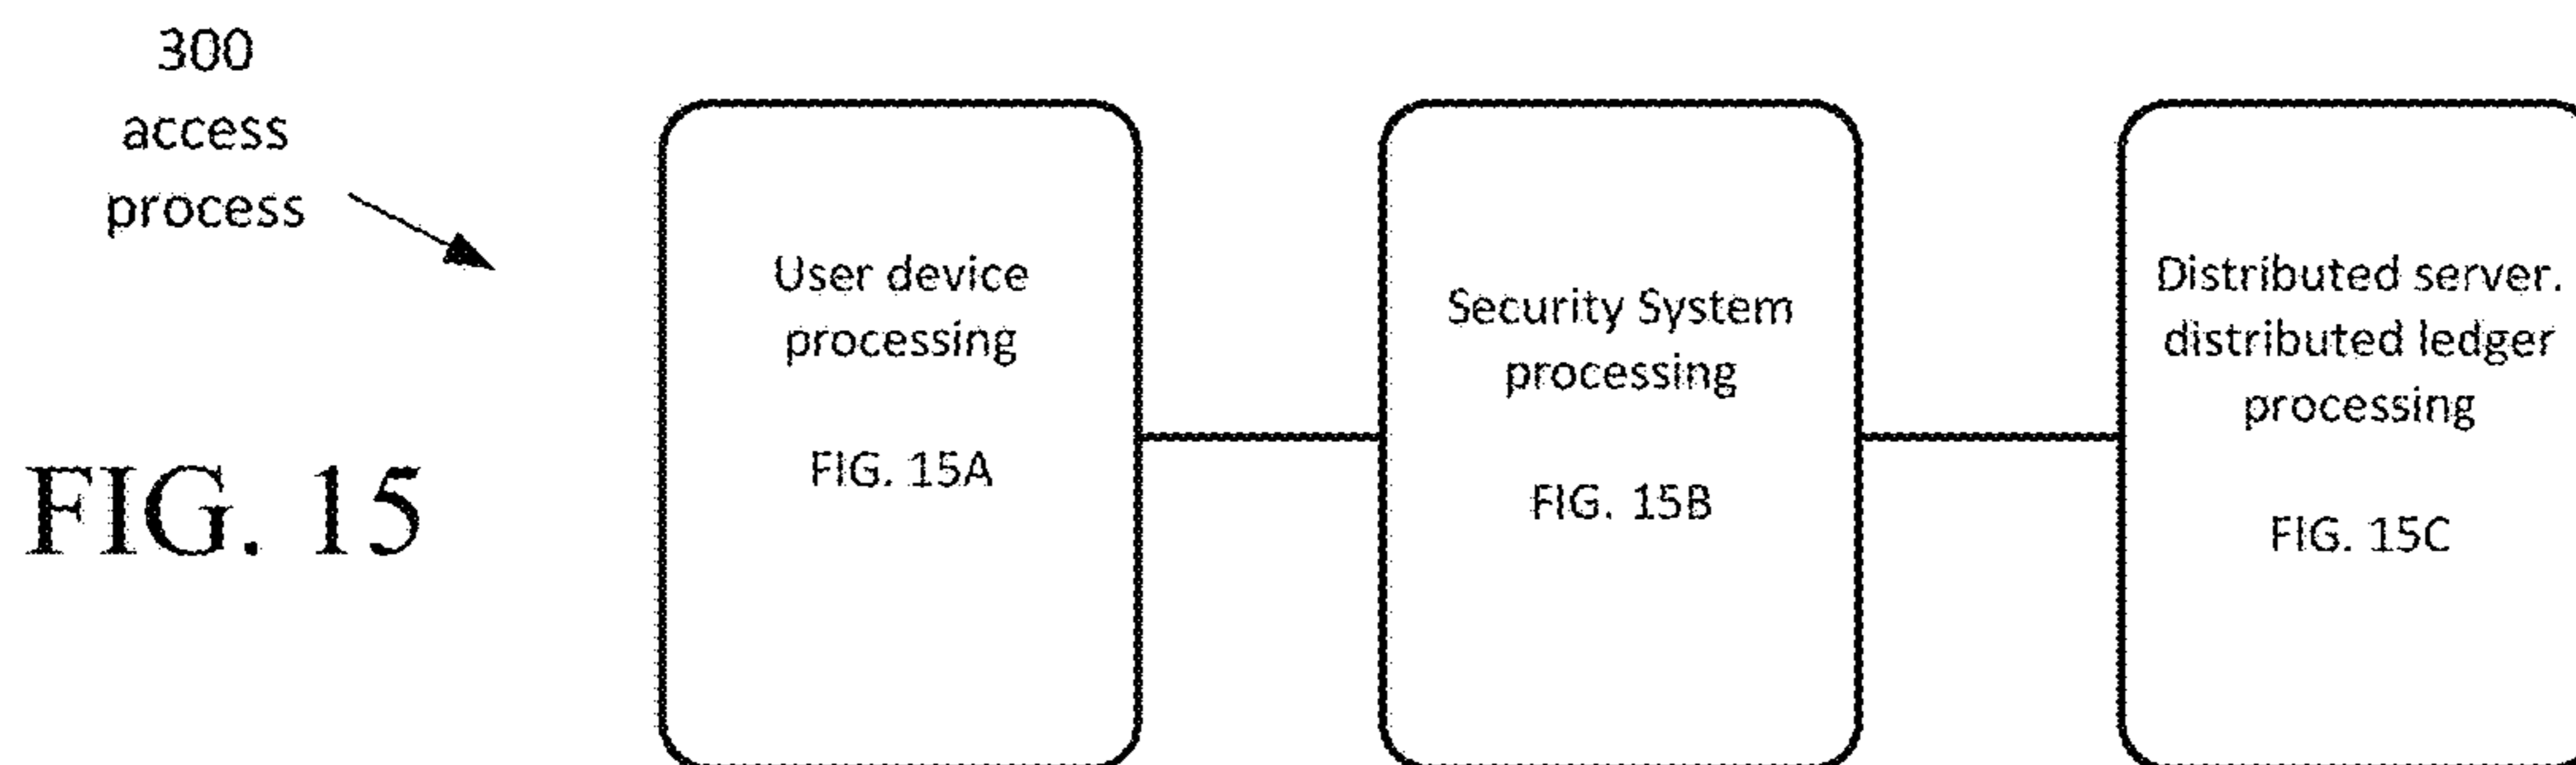 300
access
process
FIG. 15
User device
processing
FIG. 15A
Security System
processing
FIG. 15B
Distributed server.
distributed ledger
processing
FIG. 15C